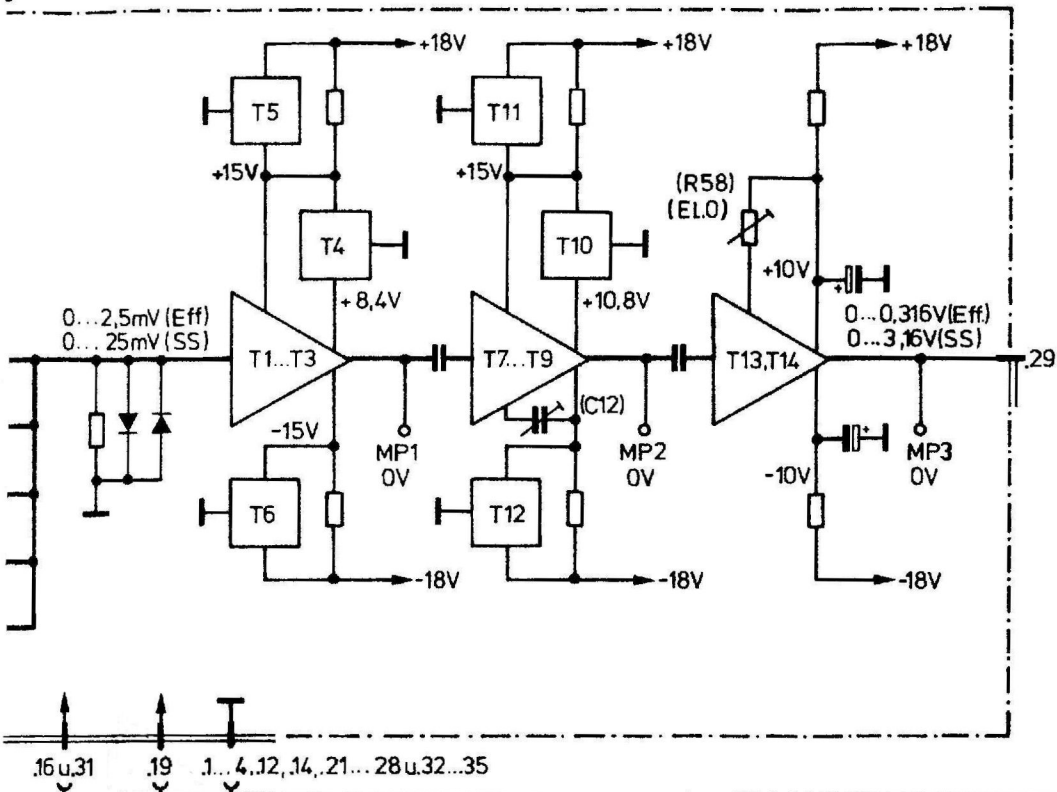 +18V
+18V
+18V
T5
T11
+15V
+15V
(R58)
(El.0)
T4
T10
+10V
+8,4V
+10,8V
0...2,5mV (Eff)
0...25mV (SS)
0...0,316V(Eff.)
0...3,16V(SS)
T1...T3
T7...T9
T13,T14
.29
(C12)
-15V
MP1
0V
MP2
0V
-10V
MP3
0V
T6
T12
-18V
-18V
-18V
.16 u.31
.19
.1...4,.12, .14,.21...28 u.32...35